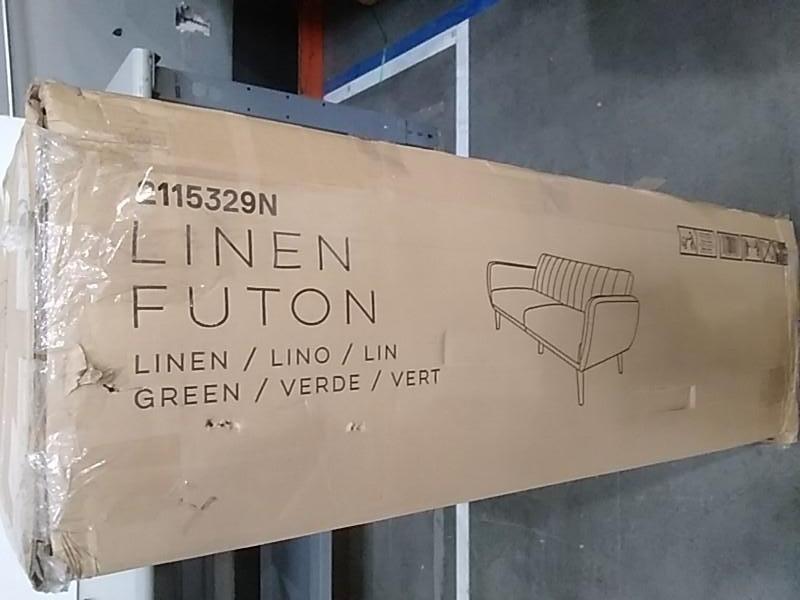 2115329N
LINEN
FUTON
LINEN / LINO / LIN
GREEN / VERDE / VERT